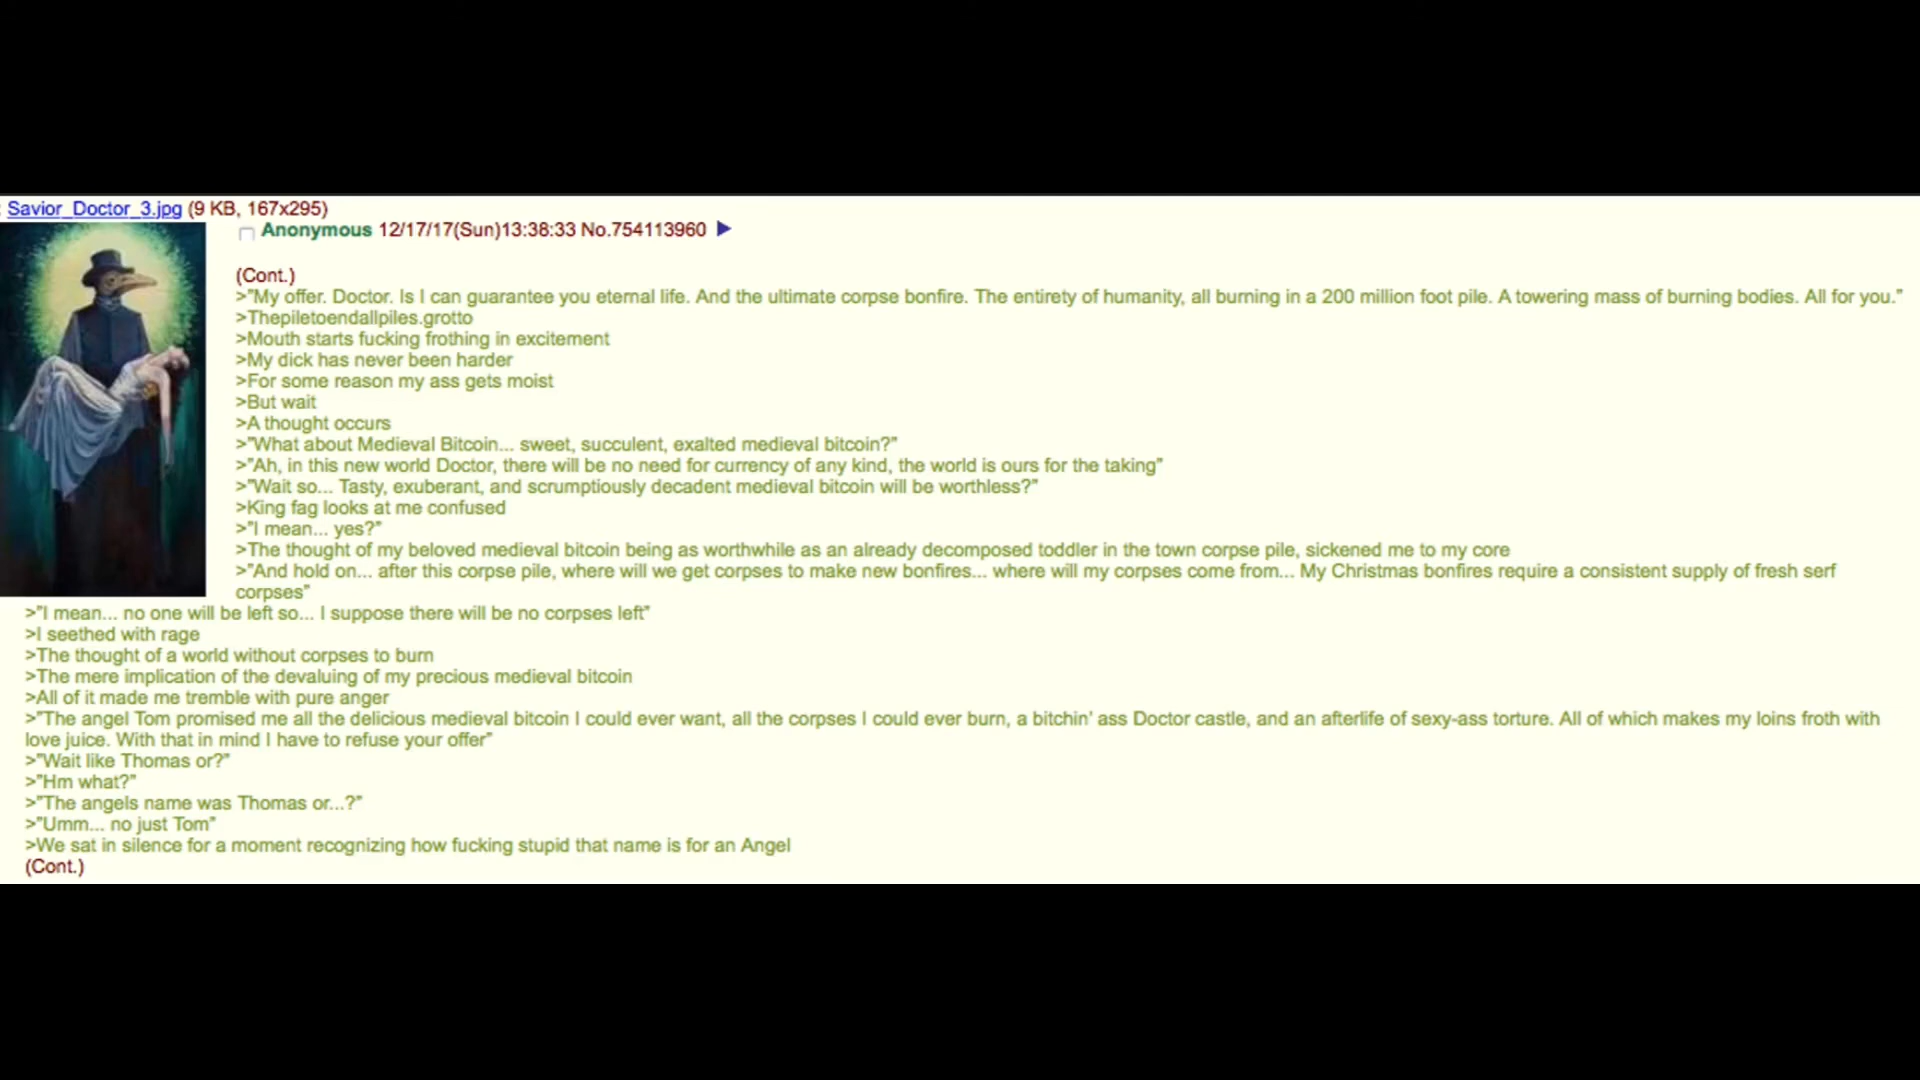 Savior_Doctor_3.jpg (9 KB, 167x295)
Anonymous 12/17/17(Sun)13:38:33 No.754113960
(Cont.)
>"My offer. Doctor. Is I can guarantee you eternal life. And the ultimate corpse bonfire. The entirety of humanity, all burning in a 200 million foot pile. A towering mass of burning bodies. All for you."
>Thepiletoendallpiles.grotto
>Mouth starts fucking frothing in excitement
>My dick has never been harder
>For some reason my ass gets moist
>But wait
>A thought occurs
>"What about Medieval Bitcoin... sweet, succulent, exalted medieval bitcoin?"
>"Ah, in this new world Doctor, there will be no need for currency of any kind, the world is ours for the taking"
>"Wait so... Tasty, exuberant, and scrumptiously decadent medieval bitcoin will be worthless?"
>King fag looks at me confused
>"I mean... yes?"
>The thought of my beloved medieval bitcoin being as worthwhile as an already decomposed toddler in the town corpse pile, sickened me to my core
>"And hold on... after this corpse pile, where will we get corpses to make new bonfires... where will my corpses come from... My Christmas bonfires require a consistent supply of fresh serf
corpses"
>"I mean... no one will be left so... I suppose there will be no corpses left"
>I seethed with rage
>The thought of a world without corpses to burn
>The mere implication of the devaluing of my precious medieval bitcoin
>All of it made me tremble with pure anger
>"The angel Tom promised me all the delicious medieval bitcoin I could ever want, all the corpses I could ever burn, a bitchin' ass Doctor castle, and an afterlife of sexy-ass torture. All of which makes my loins froth with
love juice. With that in mind I have to refuse your offer"
>"Wait like Thomas or?"
>"Hm what?"
>"The angels name was Thomas or...?"
>"Umm... no just Tom"
>We sat in silence for a moment recognizing how fucking stupid that name is for an Angel
(Cont.)